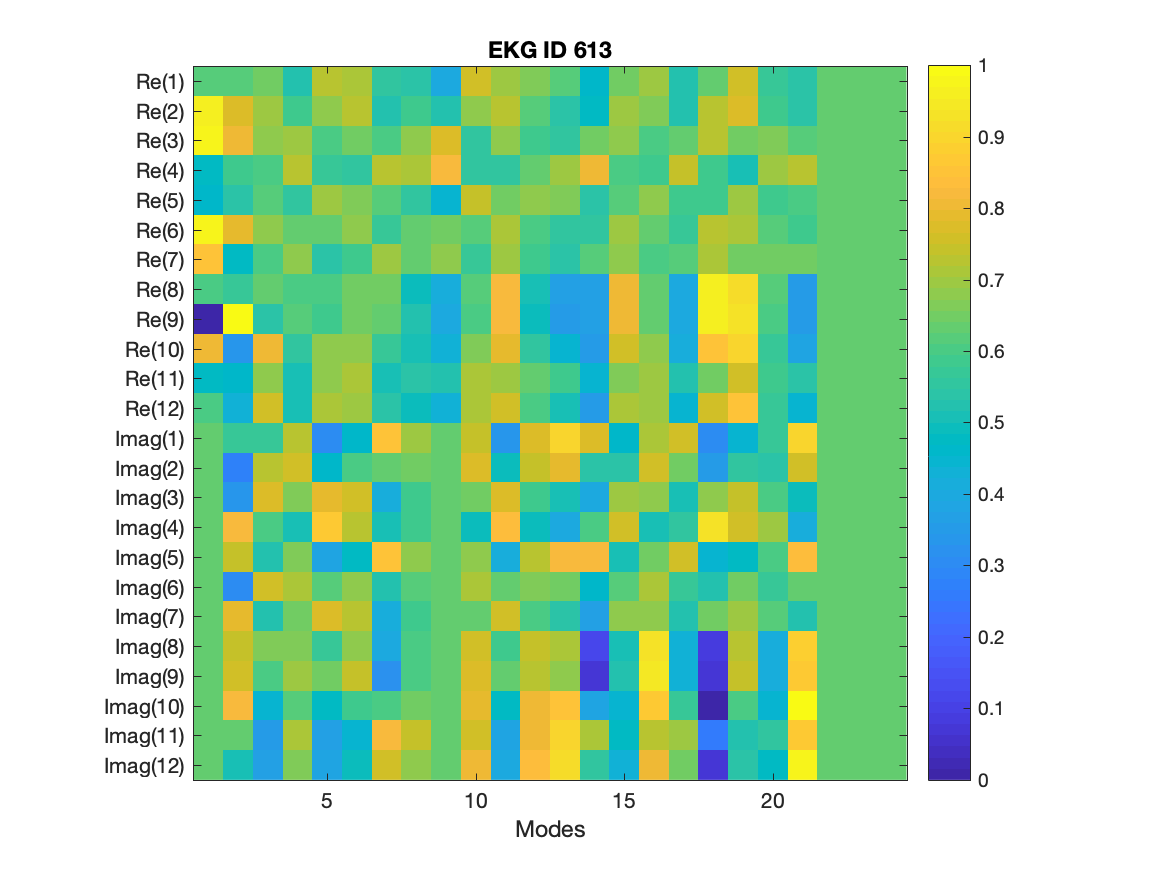 EKG ID 613
Re(1)
Re(2)
Re(3)
Re(4)
Re(5)
Re(6)
Re(7)
Re(8)
Re(9)
Re(10)
Re(11)
Re(12)
Imag(1)
Imag(2)
Imag(3)
Imag(4)
Imag(5)
Imag(6)
Imag(7)
Imag(8)
Imag(9)
Imag(10)
Imag(11)
Imag(12)
5 10 15 20
Modes
1
0.9
0.8
0.7
0.6
0.5
0.4
0.3
0.2
0.1
0